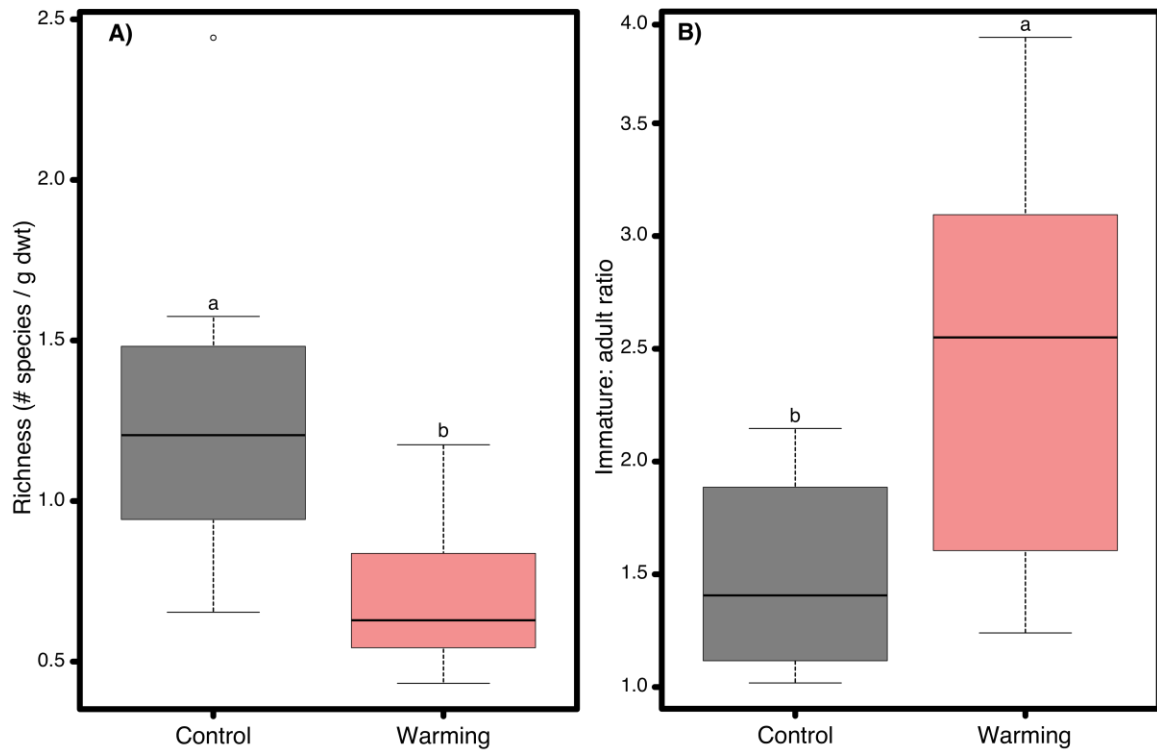 A)
Richness (# species / g dwt)
2.5
2.0
1.5
1.0
0.5
a
b
Control
Warming
B)
Immature: adult ratio
4.0
3.5
3.0
2.5
2.0
1.5
1.0
b
a
Control
Warming